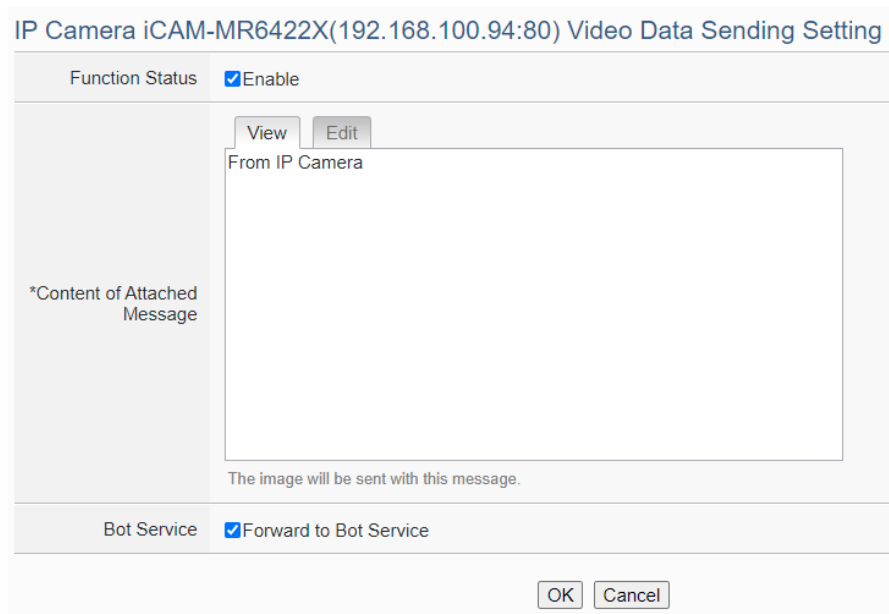 IP Camera iCAM-MR6422X(192.168.100.94:80) Video Data Sending Setting
Function Status
Enable
View
Edit
From IP Camera
*Content of Attached
Message
The image will be sent with this message.
Bot Service
Forward to Bot Service
OK
Cancel